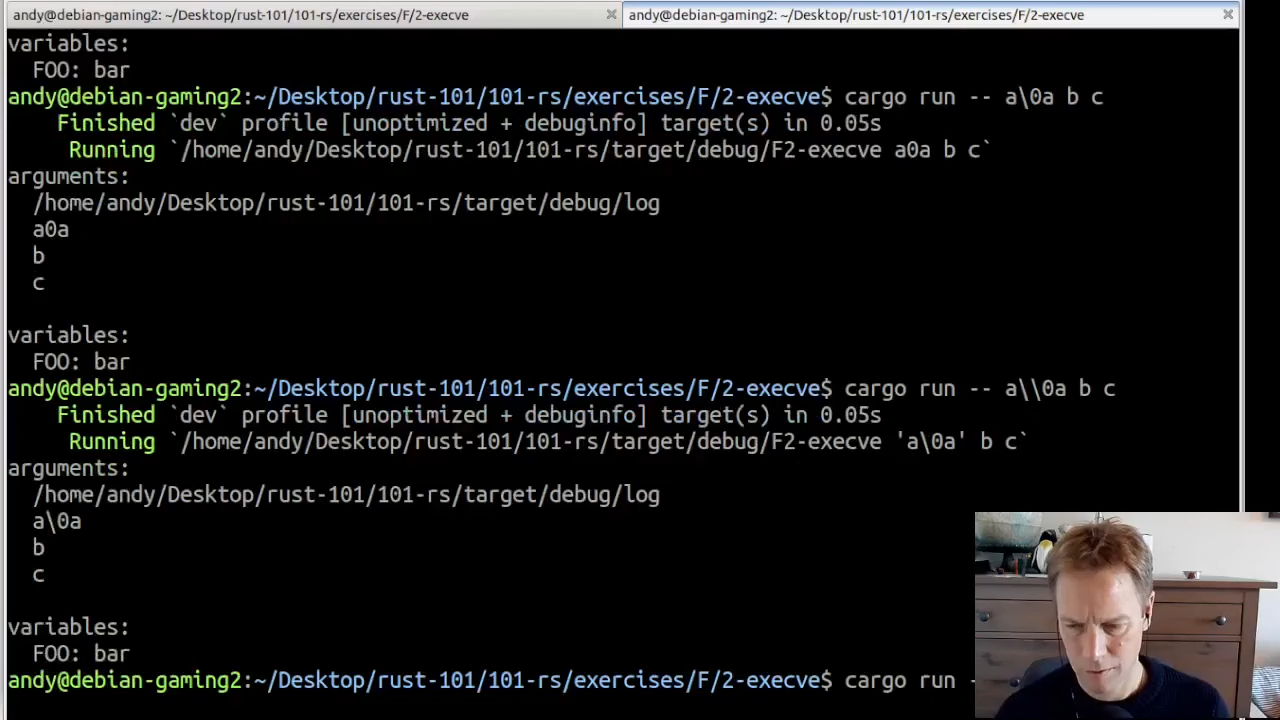 andy@debian-gaming2: ~/Desktop/rust-101/101-rs/exercises/F/2-execve
andy@debian-gaming2: ~/Desktop/rust-101/101-rs/exercises/F/2-execve
variables:
  FOO: bar
andy@debian-gaming2:~/Desktop/rust-101/101-rs/exercises/F/2-execve$ cargo run -- a\0a b c
    Finished `dev` profile [unoptimized + debuginfo] target(s) in 0.05s
     Running `/home/andy/Desktop/rust-101/101-rs/target/debug/F2-execve a0a b c`
arguments:
  /home/andy/Desktop/rust-101/101-rs/target/debug/log
  a0a
  b
  c

variables:
  FOO: bar
andy@debian-gaming2:~/Desktop/rust-101/101-rs/exercises/F/2-execve$ cargo run -- a\\0a b c
    Finished `dev` profile [unoptimized + debuginfo] target(s) in 0.05s
     Running `/home/andy/Desktop/rust-101/101-rs/target/debug/F2-execve 'a\0a' b c`
arguments:
  /home/andy/Desktop/rust-101/101-rs/target/debug/log
  a\0a
  b
  c

variables:
  FOO: bar
andy@debian-gaming2:~/Desktop/rust-101/101-rs/exercises/F/2-execve$ cargo run -